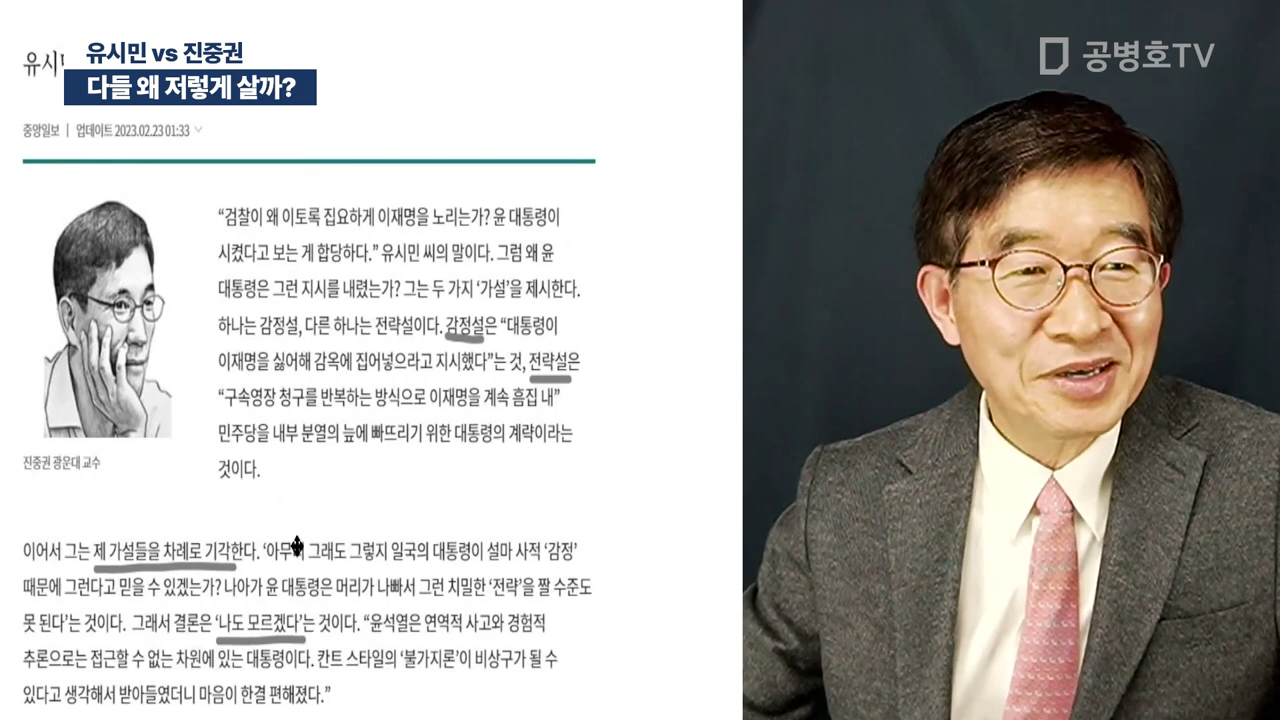 유시민
유시민 vs 진중권
다들 왜 저렇게 살까?
공병호TV
중앙일보 | 업데이트 2023.02.23 01:33
“검찰이 왜 이토록 집요하게 이재명을 노리는가? 윤 대통령이
시켰다고 보는 게 합당하다.” 유시민 씨의 말이다. 그럼 왜 윤
대통령은 그런 지시를 내렸는가? 그는 두 가지 ‘가설’을 제시한다.
하나는 감정설, 다른 하나는 전략설이다. 감정설은 “대통령이
이재명을 싫어해 감옥에 집어넣으라고 지시했다”는 것, 전략설은
“구속영장 청구를 반복하는 방식으로 이재명을 계속 흠집 내”
민주당을 내부 분열의 늪에 빠뜨리기 위한 대통령의 계략이라는
것이다.
진중권 광운대 교수
이어서 그는 제 가설들을 차례로 기각한다. ‘아무 그래도 그렇지 일국의 대통령이 설마 사적 ‘감정’
때문에 그런다고 믿을 수 있겠는가? 나아가 윤 대통령은 머리가 나빠서 그런 치밀한 ‘전략’을 짤 수준도
못 된다’는 것이다. 그래서 결론은 ‘나도 모르겠다’는 것이다. “윤석열은 연역적 사고와 경험적
추론으로는 접근할 수 없는 차원에 있는 대통령이다. 칸트 스타일의 ‘불가지론’이 비상구가 될 수
있다고 생각해서 받아들였더니 마음이 한결 편해졌다.”